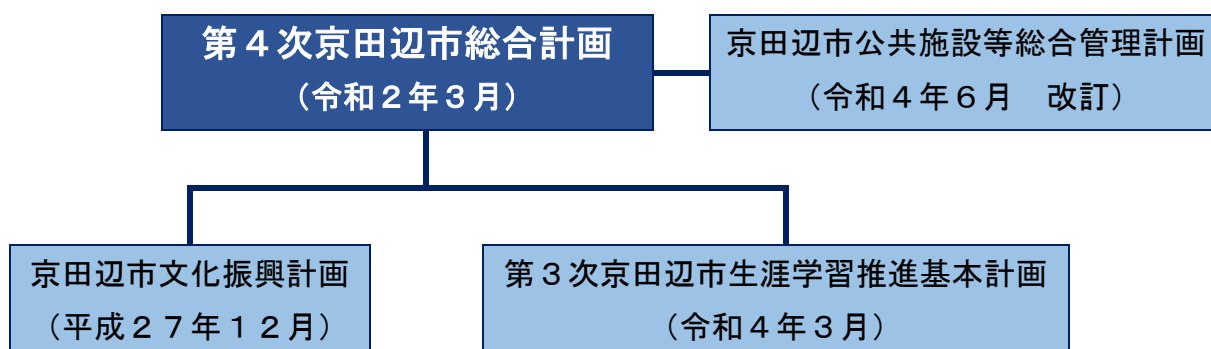 第４次京田辺市総合計画
（令和２年３月）
京田辺市公共施設等総合管理計画
（令和４年６月　改訂）
京田辺市文化振興計画
（平成２７年１２月）
第３次京田辺市生涯学習推進基本計画
（令和４年３月）